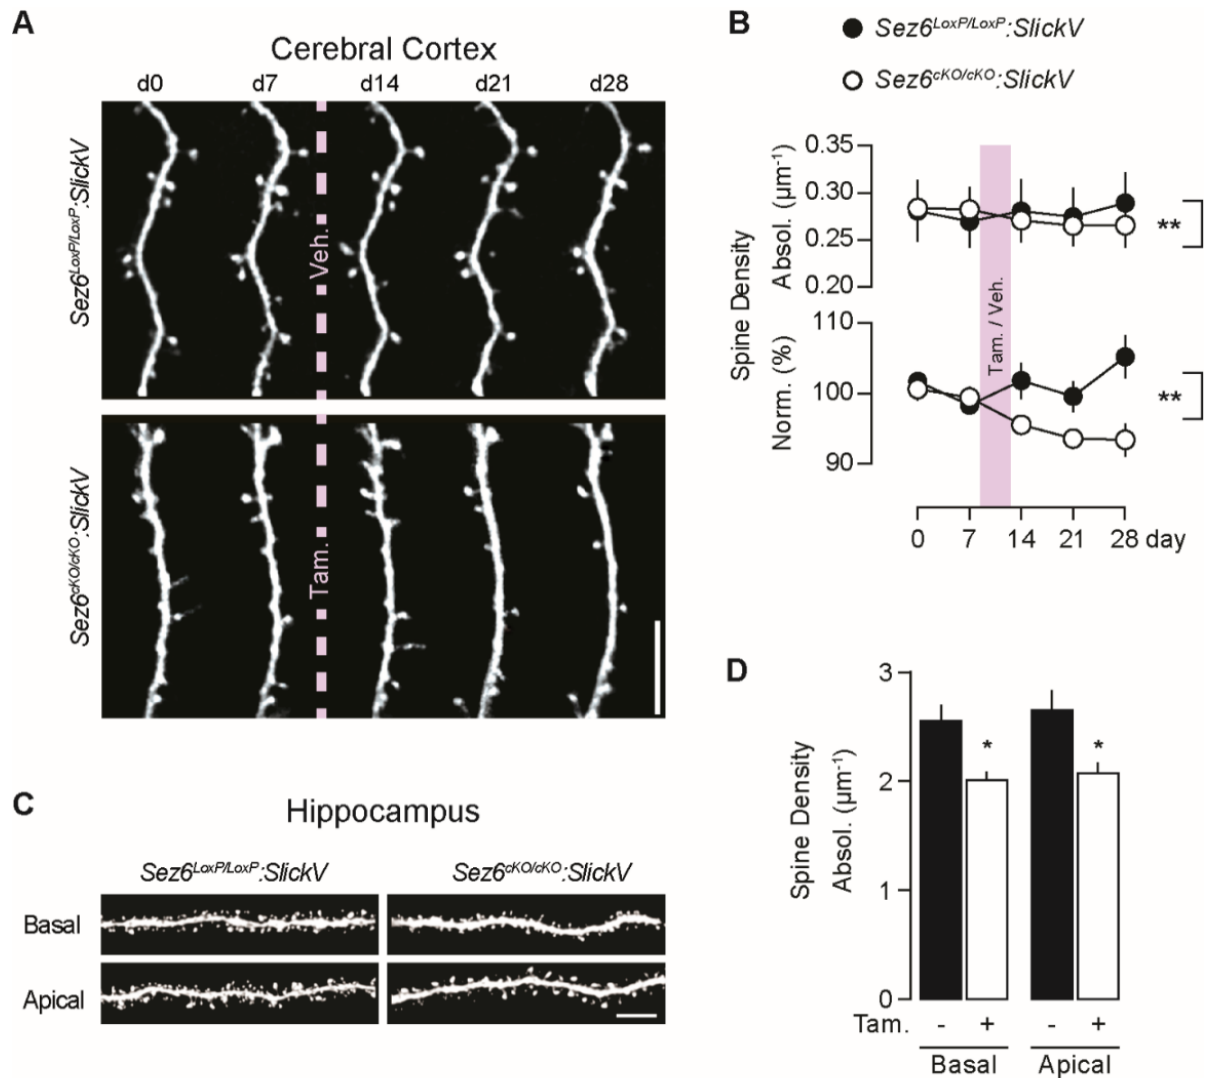 A
Cerebral Cortex
d0 d7 d14 d21 d28
Sez6LoxP/LoxP:SlickV
Veh.
Sez6cKO/cKO:SlickV
Tam.
B
Sez6LoxP/LoxP:SlickV
Sez6cKO/cKO:SlickV
Spine Density
Absol. (µm-1)
0.35
0.30
0.25
0.20
**
Norm. (%)
110
100
90
**
Tam. / Veh.
0 7 14 21 28 day
C
Hippocampus
Sez6LoxP/LoxP:SlickV Sez6cKO/cKO:SlickV
Basal
Apical
D
Spine Density
Absol. (µm-1)
3
2
1
0
* *
Tam. - + - +
Basal Apical